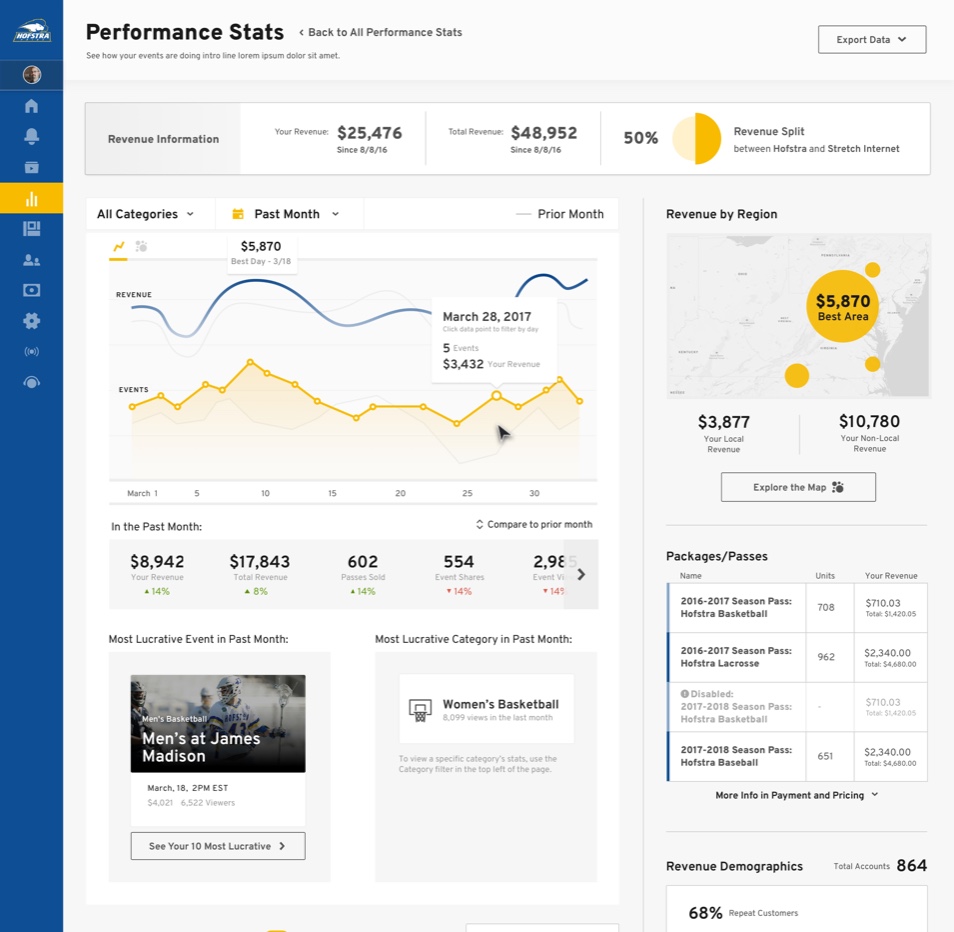 HOFSTRA
Performance Stats
‹ Back to All Performance Stats
See how your events are doing intro line lorem ipsum dolor sit amet.
Export Data
Revenue Information
Your Revenue: $25,476
Since 8/8/16
Total Revenue: $48,952
Since 8/8/16
50%
Revenue Split
between Hofstra and Stretch Internet
All Categories
Past Month
Prior Month
$5,870
Best Day - 3/18
REVENUE
March 28, 2017
Click data point to filter by day
5 Events
$3,432 Your Revenue
EVENTS
March 1 5 10 15 20 25 30
In the Past Month:
Compare to prior month
$8,942
Your Revenue
14%
$17,843
Total Revenue
8%
602
Passes Sold
14%
554
Event Shares
14%
2,985
Event
14%
Most Lucrative Event in Past Month:
Men's Basketball
Men's at James
Madison
March, 18, 2PM EST
$4,021 6,522 Viewers
See Your 10 Most Lucrative
Most Lucrative Category in Past Month:
Women's Basketball
8,099 views in the last month
To view a specific category's stats, use the
Category filter in the top left of the page.
Revenue by Region
PENNSYLVANIA
$5,870
Best Area
VIRGINIA
KENTUCKY
$3,877
Your Local
Revenue
$10,780
Your Non-Local
Revenue
Explore the Map
Packages/Passes
Name Units Your Revenue
2016-2017 Season Pass:
Hofstra Basketball
708
$710.03
Total: $1,420.05
2016-2017 Season Pass:
Hofstra Lacrosse
962
$2,340.00
Total: $4,680.00
Disabled:
2017-2018 Season Pass:
Hofstra Basketball
-
$710.03
Total: $1,420.05
2017-2018 Season Pass:
Hofstra Baseball
651
$2,340.00
Total: $4,680.00
More Info in Payment and Pricing
Revenue Demographics
Total Accounts 864
68% Repeat Customers